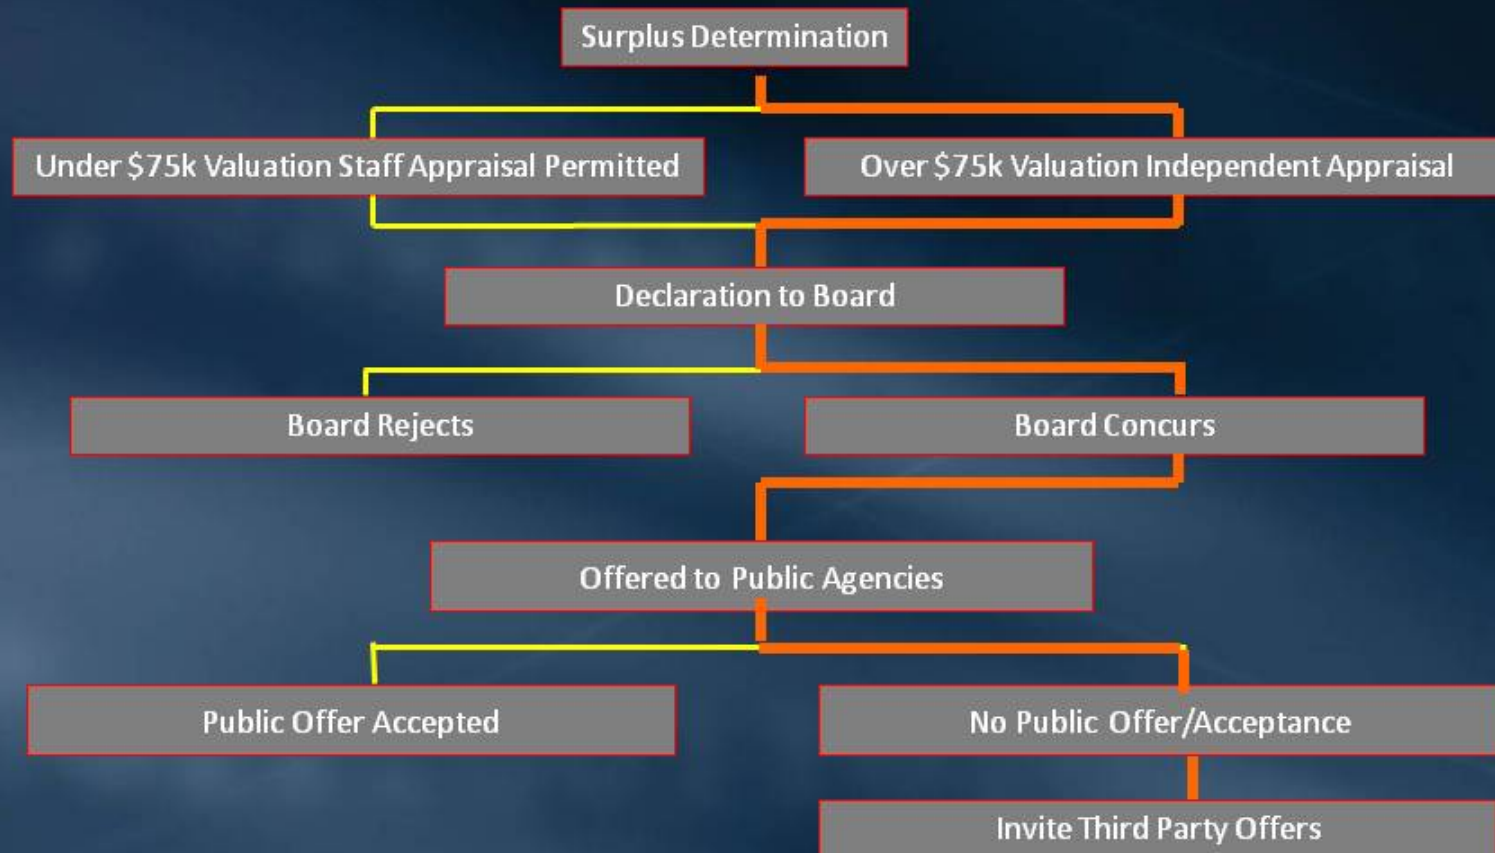 Surplus Determination
Under $75k Valuation Staff Appraisal Permitted
Over $75k Valuation Independent Appraisal
Declaration to Board
Board Rejects
Board Concurs
Offered to Public Agencies
Public Offer Accepted
No Public Offer/Acceptance
Invite Third Party Offers